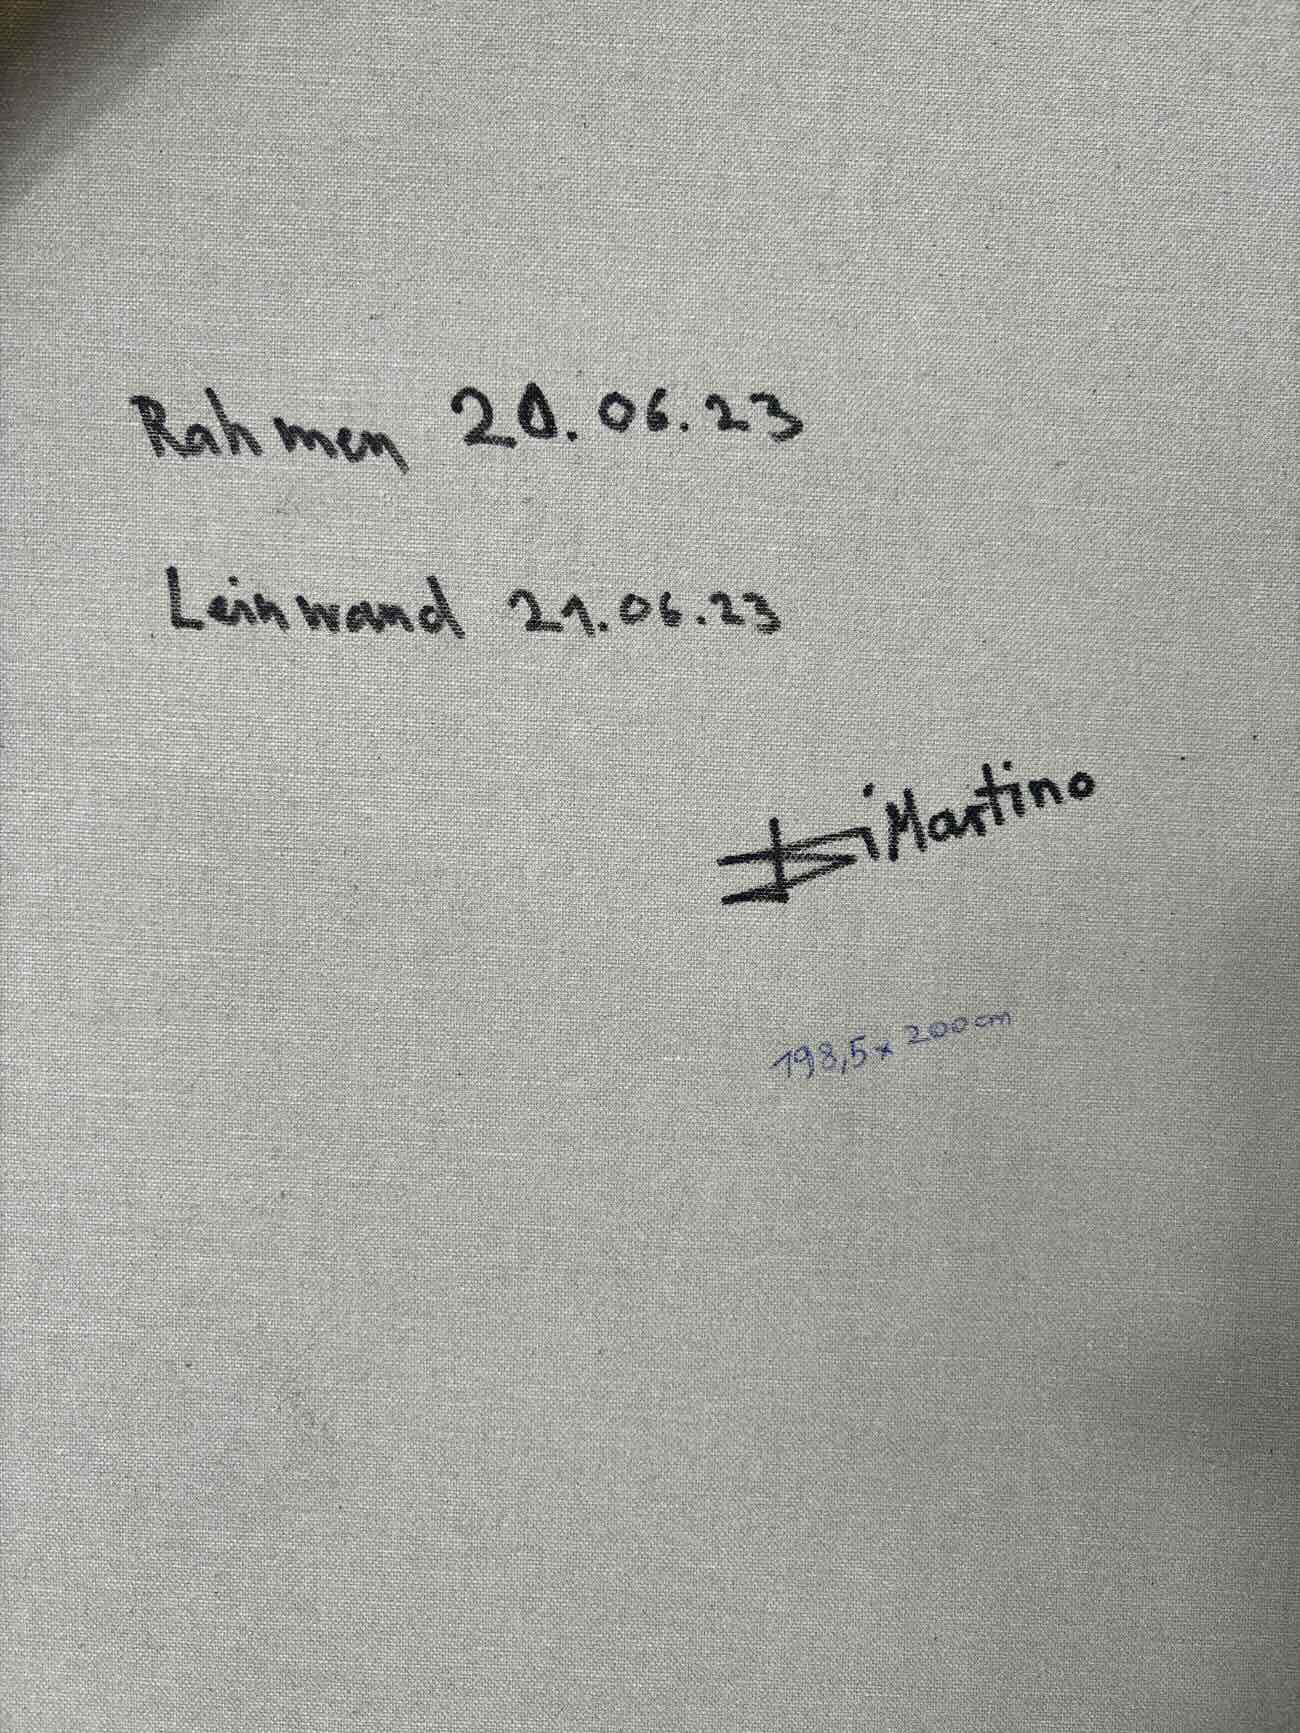 Rahmen 20.06.23
Leinwand 21.06.23
DiMartino
198,5 x 200 cm